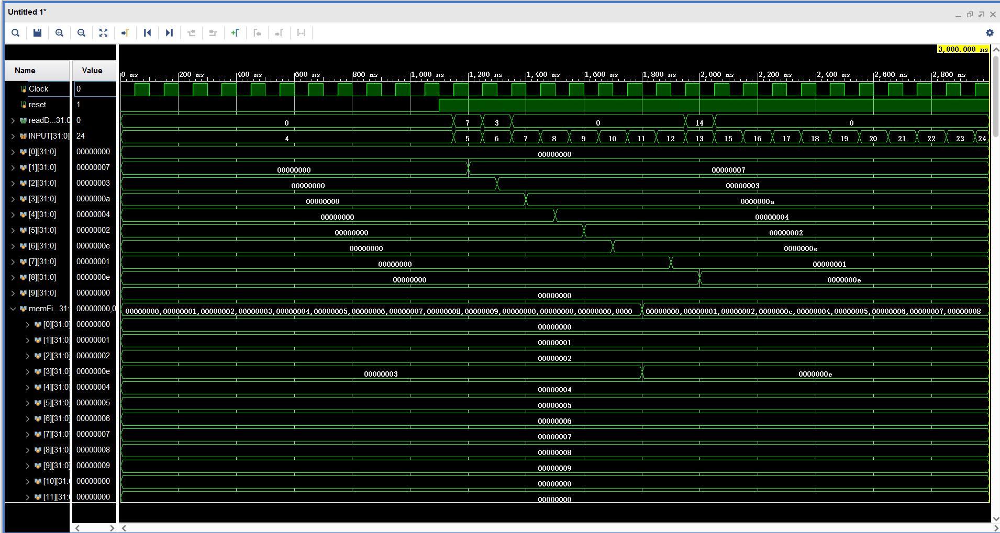 Untitled 1*
3,000.000 ns
Name Value
0 ns 200 ns 400 ns 600 ns 800 ns 1,000 ns 1,200 ns 1,400 ns 1,600 ns 1,800 ns 2,000 ns 2,200 ns 2,400 ns 2,600 ns 2,800 ns
Clock 0
reset 1
readD...31:0 0 0 7 3 0 14 0
INPUT[31:0] 24 4 5 6 7 8 9 10 11 12 13 15 16 17 18 19 20 21 22 23 24
[0][31:0] 00000000 00000000
[1][31:0] 00000007 00000000 00000007
[2][31:0] 00000003 00000000 00000003
[3][31:0] 0000000a 00000000 0000000a
[4][31:0] 00000004 00000000 00000004
[5][31:0] 00000002 00000000 00000002
[6][31:0] 0000000e 00000000 0000000e
[7][31:0] 00000001 00000000 00000001
[8][31:0] 0000000e 00000000 0000000e
[9][31:0] 00000000 00000000
memFi...31: 00000000,0 00000000,00000001,00000002,00000003,00000004,00000005,00000006,00000007,00000008,00000009,00000000,00000000,00000000,0000 00000000,00000001,00000002,0000000e,00000004,00000005,00000006,00000007,00000008
[0][31:0] 00000000 00000000
[1][31:0] 00000001 00000001
[2][31:0] 00000002 00000002
[3][31:0] 0000000e 00000003 0000000e
[4][31:0] 00000004 00000004
[5][31:0] 00000005 00000005
[6][31:0] 00000006 00000006
[7][31:0] 00000007 00000007
[8][31:0] 00000008 00000008
[9][31:0] 00000009 00000009
[10][31: 00000000 00000000
[11][31: 00000000 00000000